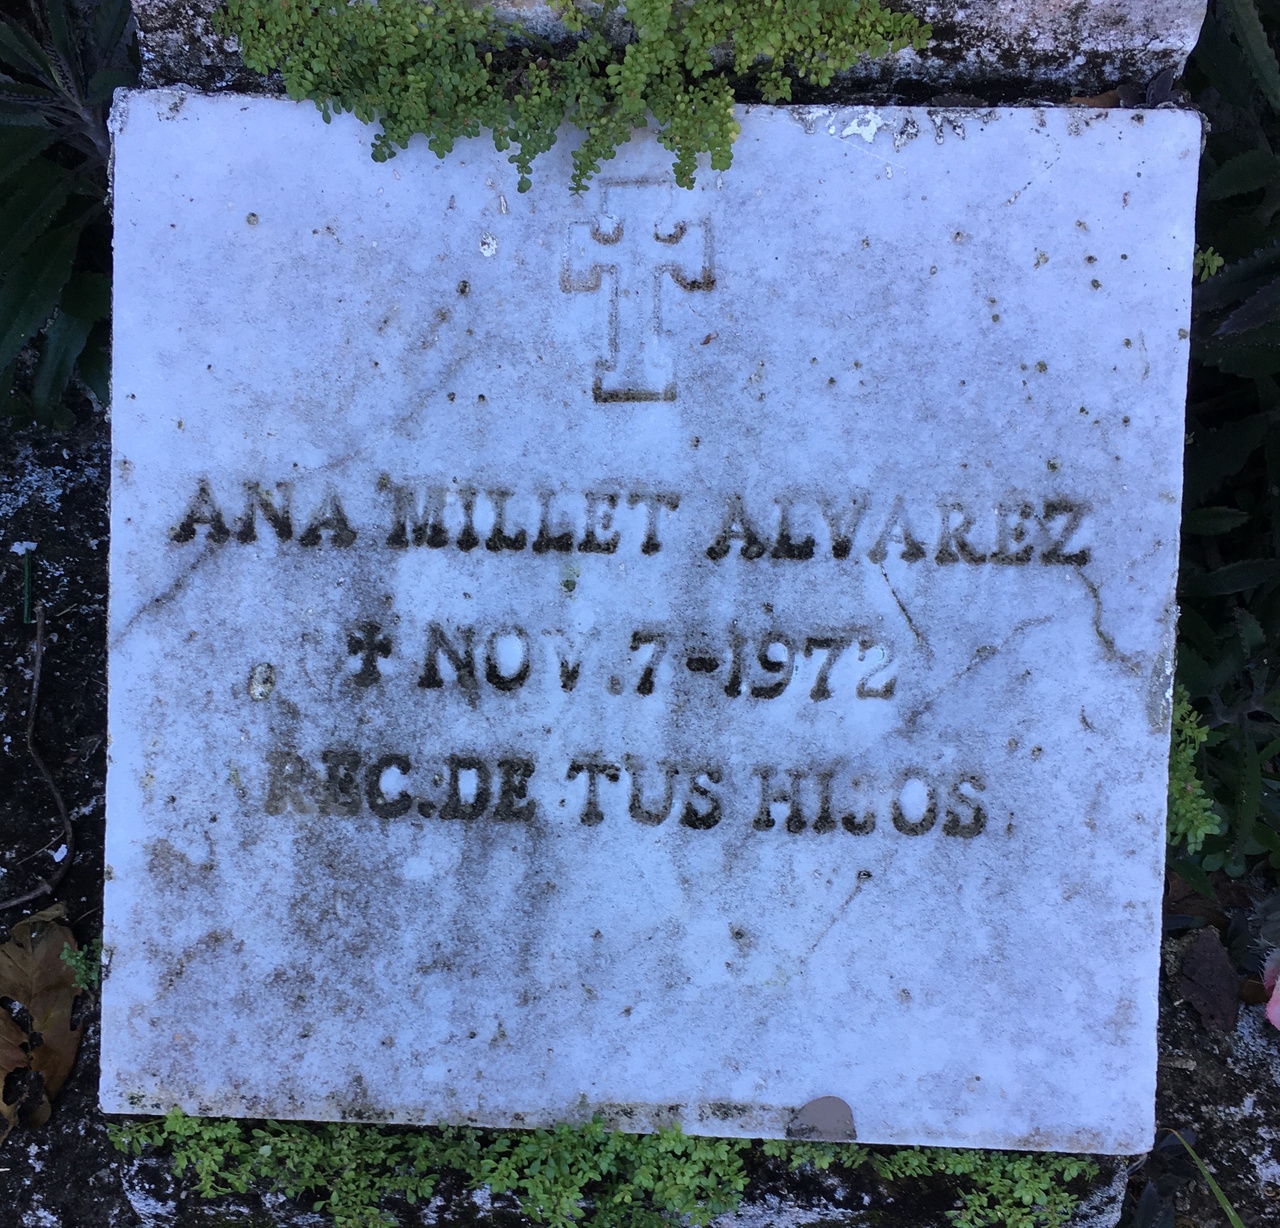 ANA MILLET ALVAREZ
✝ NOV. 7-1972
REC. DE TUS HIJOS